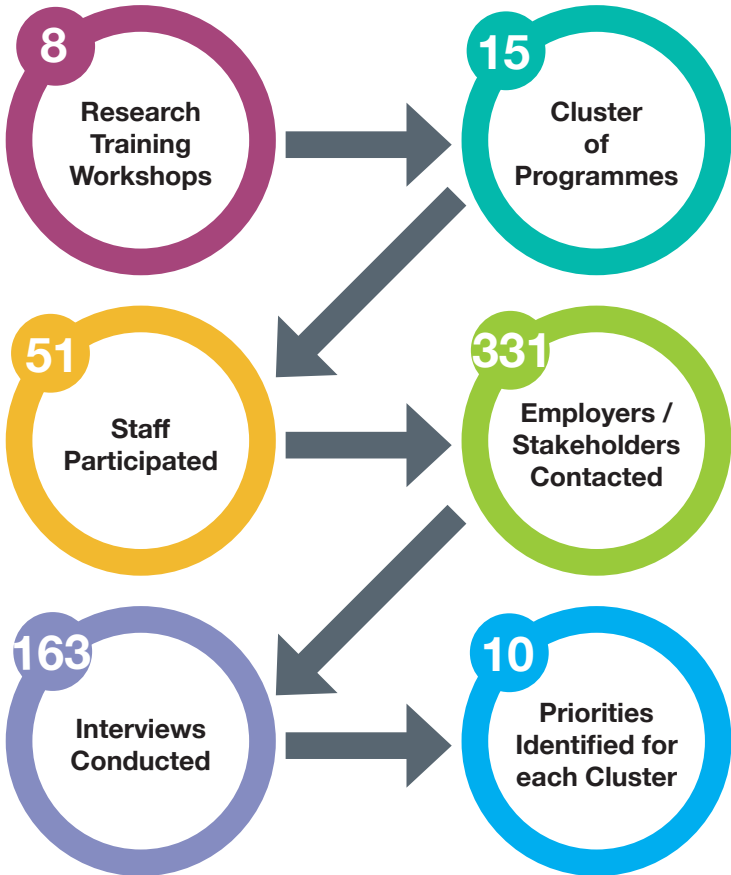 8
Research
Training
Workshops
15
Cluster
of
Programmes
51
Staff
Participated
331
Employers /
Stakeholders
Contacted
163
Interviews
Conducted
10
Priorities
Identified for
each Cluster